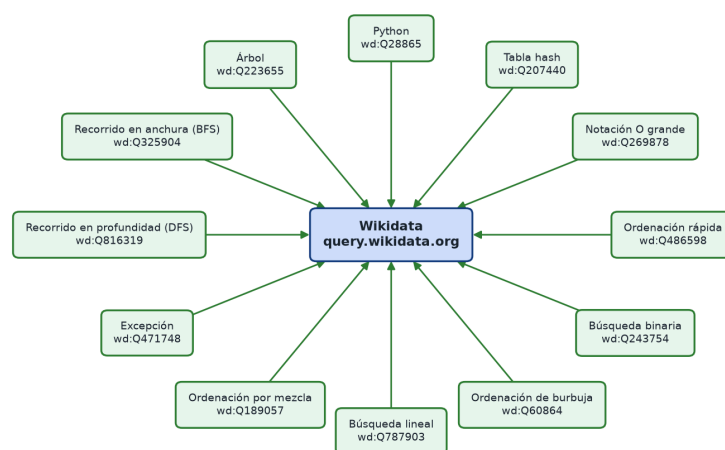 Python
wd:Q28865
Árbol
wd:Q223655
Tabla hash
wd:Q207440
Recorrido en anchura (BFS)
wd:Q325904
Notación O grande
wd:Q269878
Wikidata
query.wikidata.org
Recorrido en profundidad (DFS)
wd:Q816319
Ordenación rápida
wd:Q486598
Excepción
wd:Q471748
Búsqueda binaria
wd:Q243754
Ordenación por mezcla
wd:Q189057
Ordenación de burbuja
wd:Q60864
Búsqueda lineal
wd:Q787903